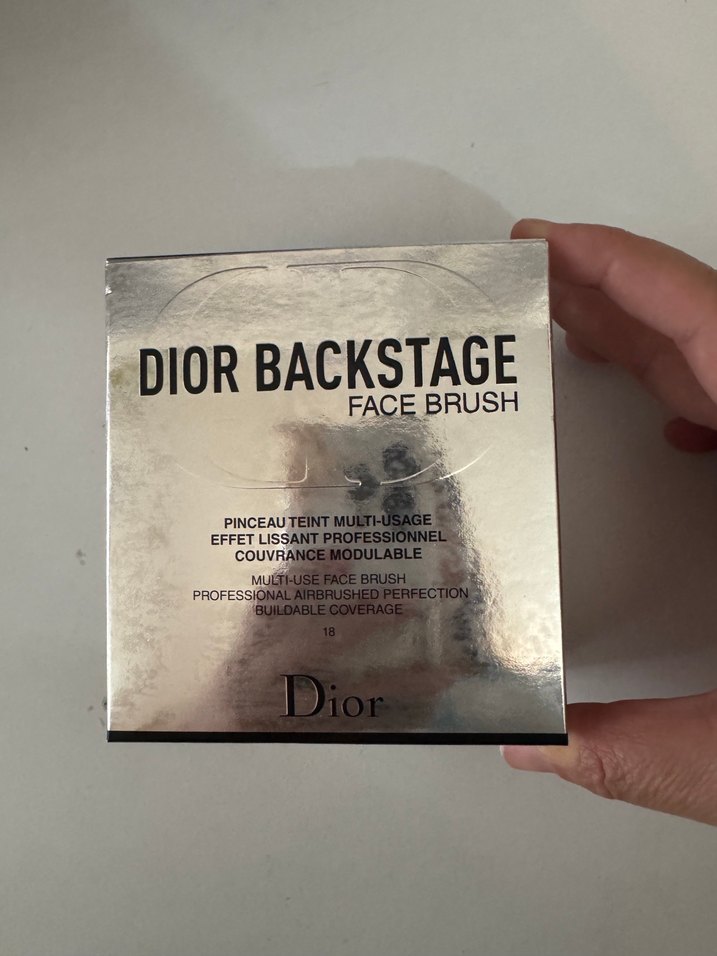 DIOR BACKSTAGE
FACE BRUSH
PINCEAU TEINT MULTI-USAGE
EFFET LISSANT PROFESSIONNEL
COUVRANCE MODULABLE
MULTI-USE FACE BRUSH
PROFESSIONAL AIRBRUSHED PERFECTION
BUILDABLE COVERAGE
18
Dior